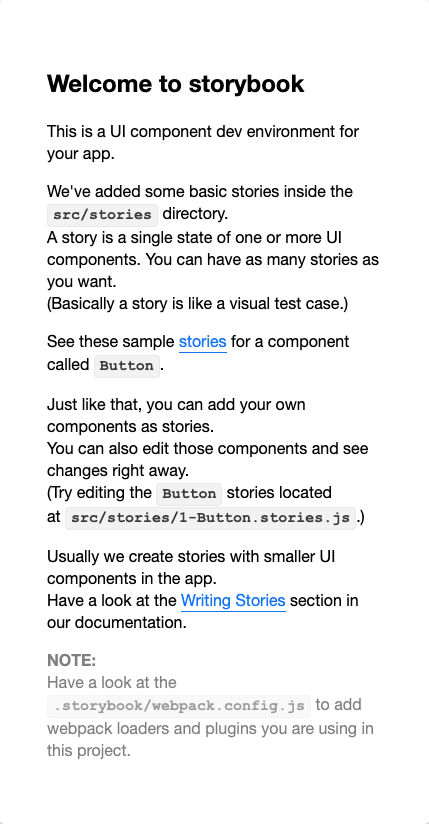 Welcome to storybook
This is a UI component dev environment for
your app.
We've added some basic stories inside the
src/stories directory.
A story is a single state of one or more UI
components. You can have as many stories as
you want.
(Basically a story is like a visual test case.)
See these sample stories for a component
called Button.
Just like that, you can add your own
components as stories.
You can also edit those components and see
changes right away.
(Try editing the Button stories located
at src/stories/1-Button.stories.js.)
Usually we create stories with smaller UI
components in the app.
Have a look at the Writing Stories section in
our documentation.
NOTE:
Have a look at the
.storybook/webpack.config.js to add
webpack loaders and plugins you are using in
this project.